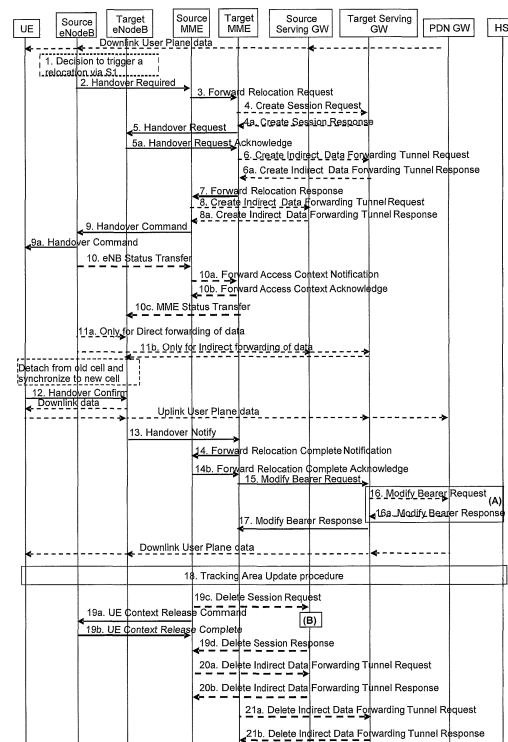 UE
Source
eNodeB
Target
eNodeB
Source
MME
Target
MME
Source
Serving GW
Target Serving
GW
PDN GW
HS
Downlink User Plane data
1. Decision to trigger a
relocation via S1
2. Handover Required
3. Forward Relocation Request
4. Create Session Request
4a. Create Session Response
5. Handover Request
5a. Handover Request Acknowledge
6. Create Indirect Data Forwarding Tunnel Request
6a. Create Indirect Data Forwarding Tunnel Response
7. Forward Relocation Response
8. Create Indirect Data Forwarding Tunnel Request
8a. Create Indirect Data Forwarding Tunnel Response
9. Handover Command
9a. Handover Command
10. eNB Status Transfer
10a. Forward Access Context Notification
10b. Forward Access Context Acknowledge
10c. MME Status Transfer
11a. Only for Direct forwarding of data
11b. Only for Indirect forwarding of data
Detach from old cell and
synchronize to new cell
12. Handover Confirm
Downlink data
Uplink User Plane data
13. Handover Notify
14. Forward Relocation Complete Notification
14b. Forward Relocation Complete Acknowledge
15. Modify Bearer Request
16. Modify Bearer Request
(A)
16a. Modify Bearer Response
17. Modify Bearer Response
Downlink User Plane data
18. Tracking Area Update procedure
19c. Delete Session Request
19a. UE Context Release Command
(B)
19b. UE Context Release Complete
19d. Delete Session Response
20a. Delete Indirect Data Forwarding Tunnel Request
20b. Delete Indirect Data Forwarding Tunnel Response
21a. Delete Indirect Data Forwarding Tunnel Request
21b. Delete Indirect Data Forwarding Tunnel Response